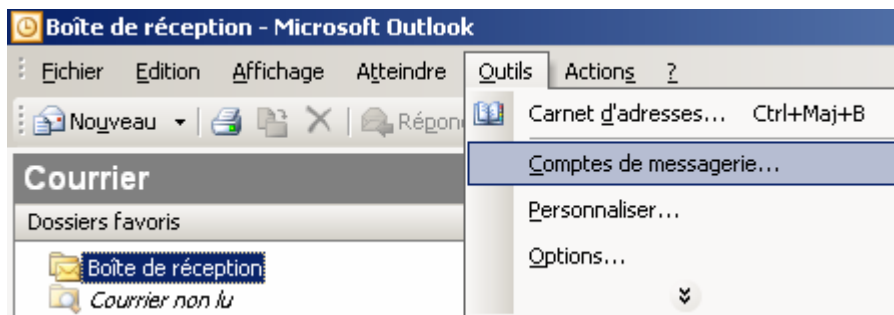 Boîte de réception - Microsoft Outlook
Fichier Edition Affichage Atteindre Outils Actions ?
Nouveau Répon
Carnet d'adresses... Ctrl+Maj+B
Comptes de messagerie...
Personnaliser...
Options...
Courrier
Dossiers favoris
Boîte de réception
Courrier non lu